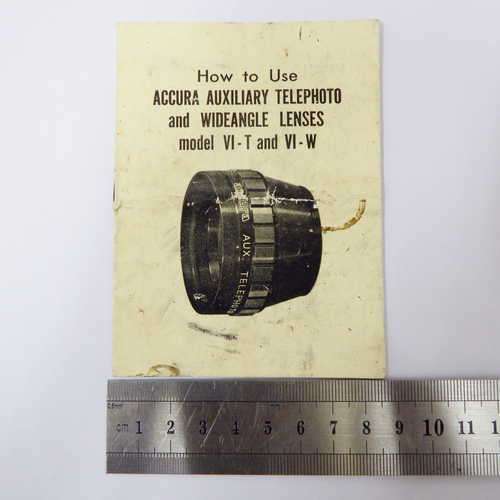 How to Use
ACCURA AUXILIARY TELEPHOTO
and WIDEANGLE LENSES
model VI-T and VI-W
AUX. TELEPHOTO
cm 1 2 3 4 5 6 7 8 9 10 11